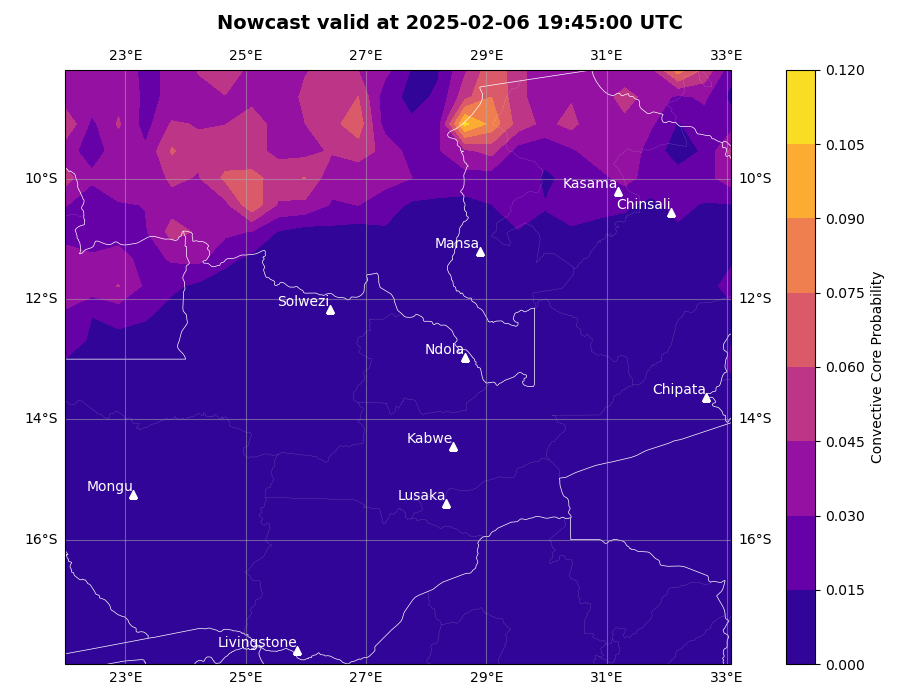 Nowcast valid at 2025-02-06 19:45:00 UTC
23°E 25°E 27°E 29°E 31°E 33°E
0.120
0.105
10°S Kasama 10°S
Chinsali
0.090
Mansa
0.075
12°S Solwezi 12°S
Ndola
0.060
Chipata
14°S 14°S
Kabwe
0.045
Mongu Lusaka
0.030
16°S 16°S
0.015
Livingstone
0.000
23°E 25°E 27°E 29°E 31°E 33°E
Convective Core Probability